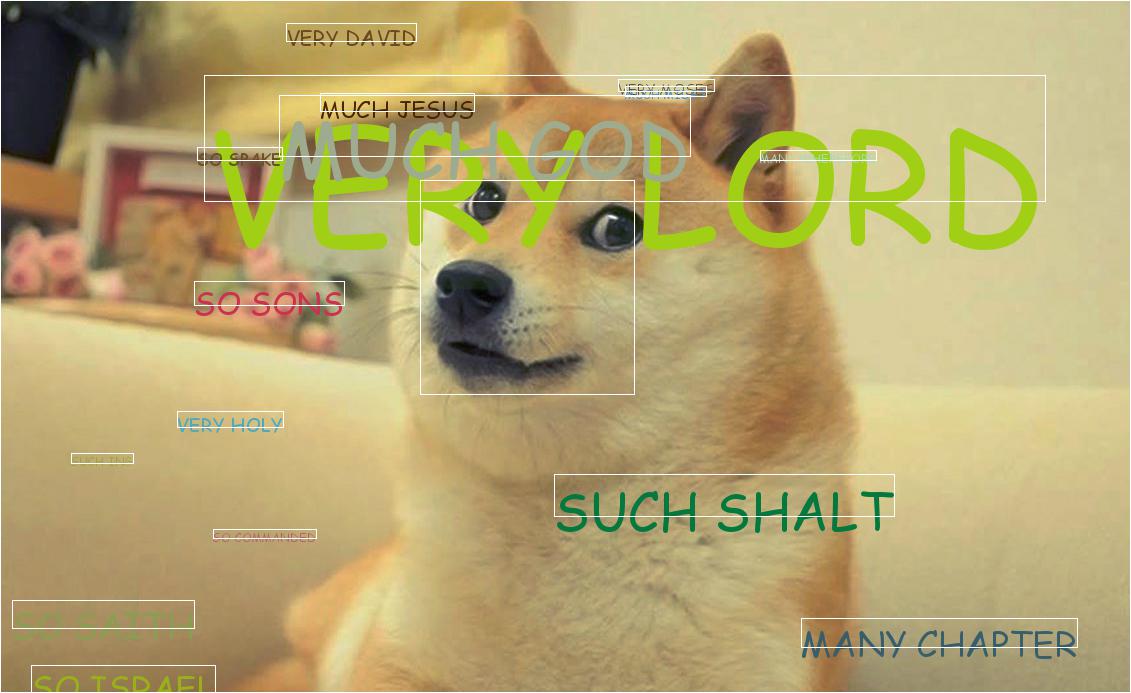 VERY DAVID
VERY MOSES
MUCH JESUS
SO SPAKE
MUCH GOD
VERY LORD
SO SONS
VERY HOLY
SUCH SHALT
SO COMMANDED
SO SAITH
MANY CHAPTER
SO ISRAEL